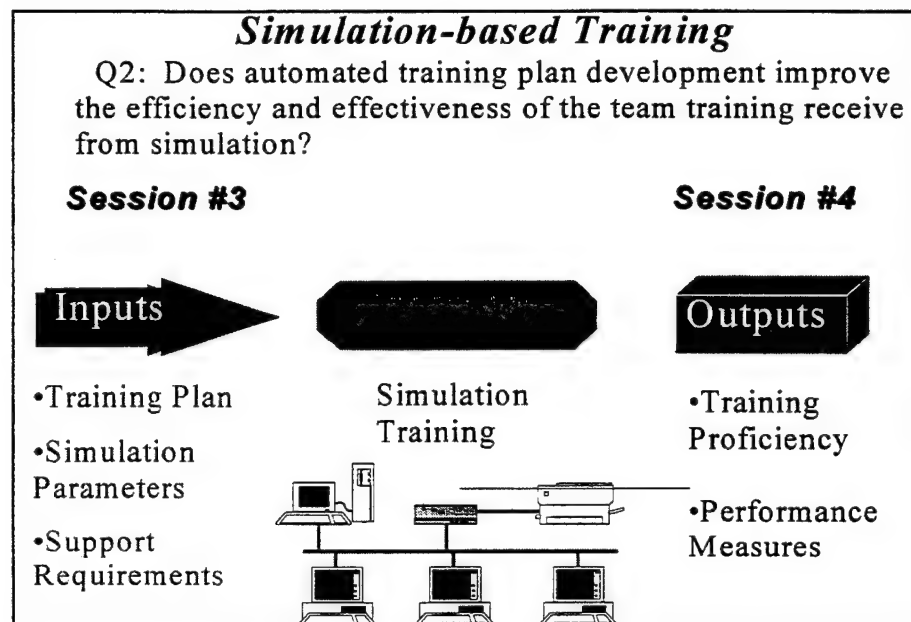 Simulation-based Training
Q2: Does automated training plan development improve
the efficiency and effectiveness of the team training receive
from simulation?
Session #3
Session #4
Inputs
Outputs
•Training Plan
•Simulation
Parameters
•Support
Requirements
Simulation
Training
•Training
Proficiency
•Performance
Measures